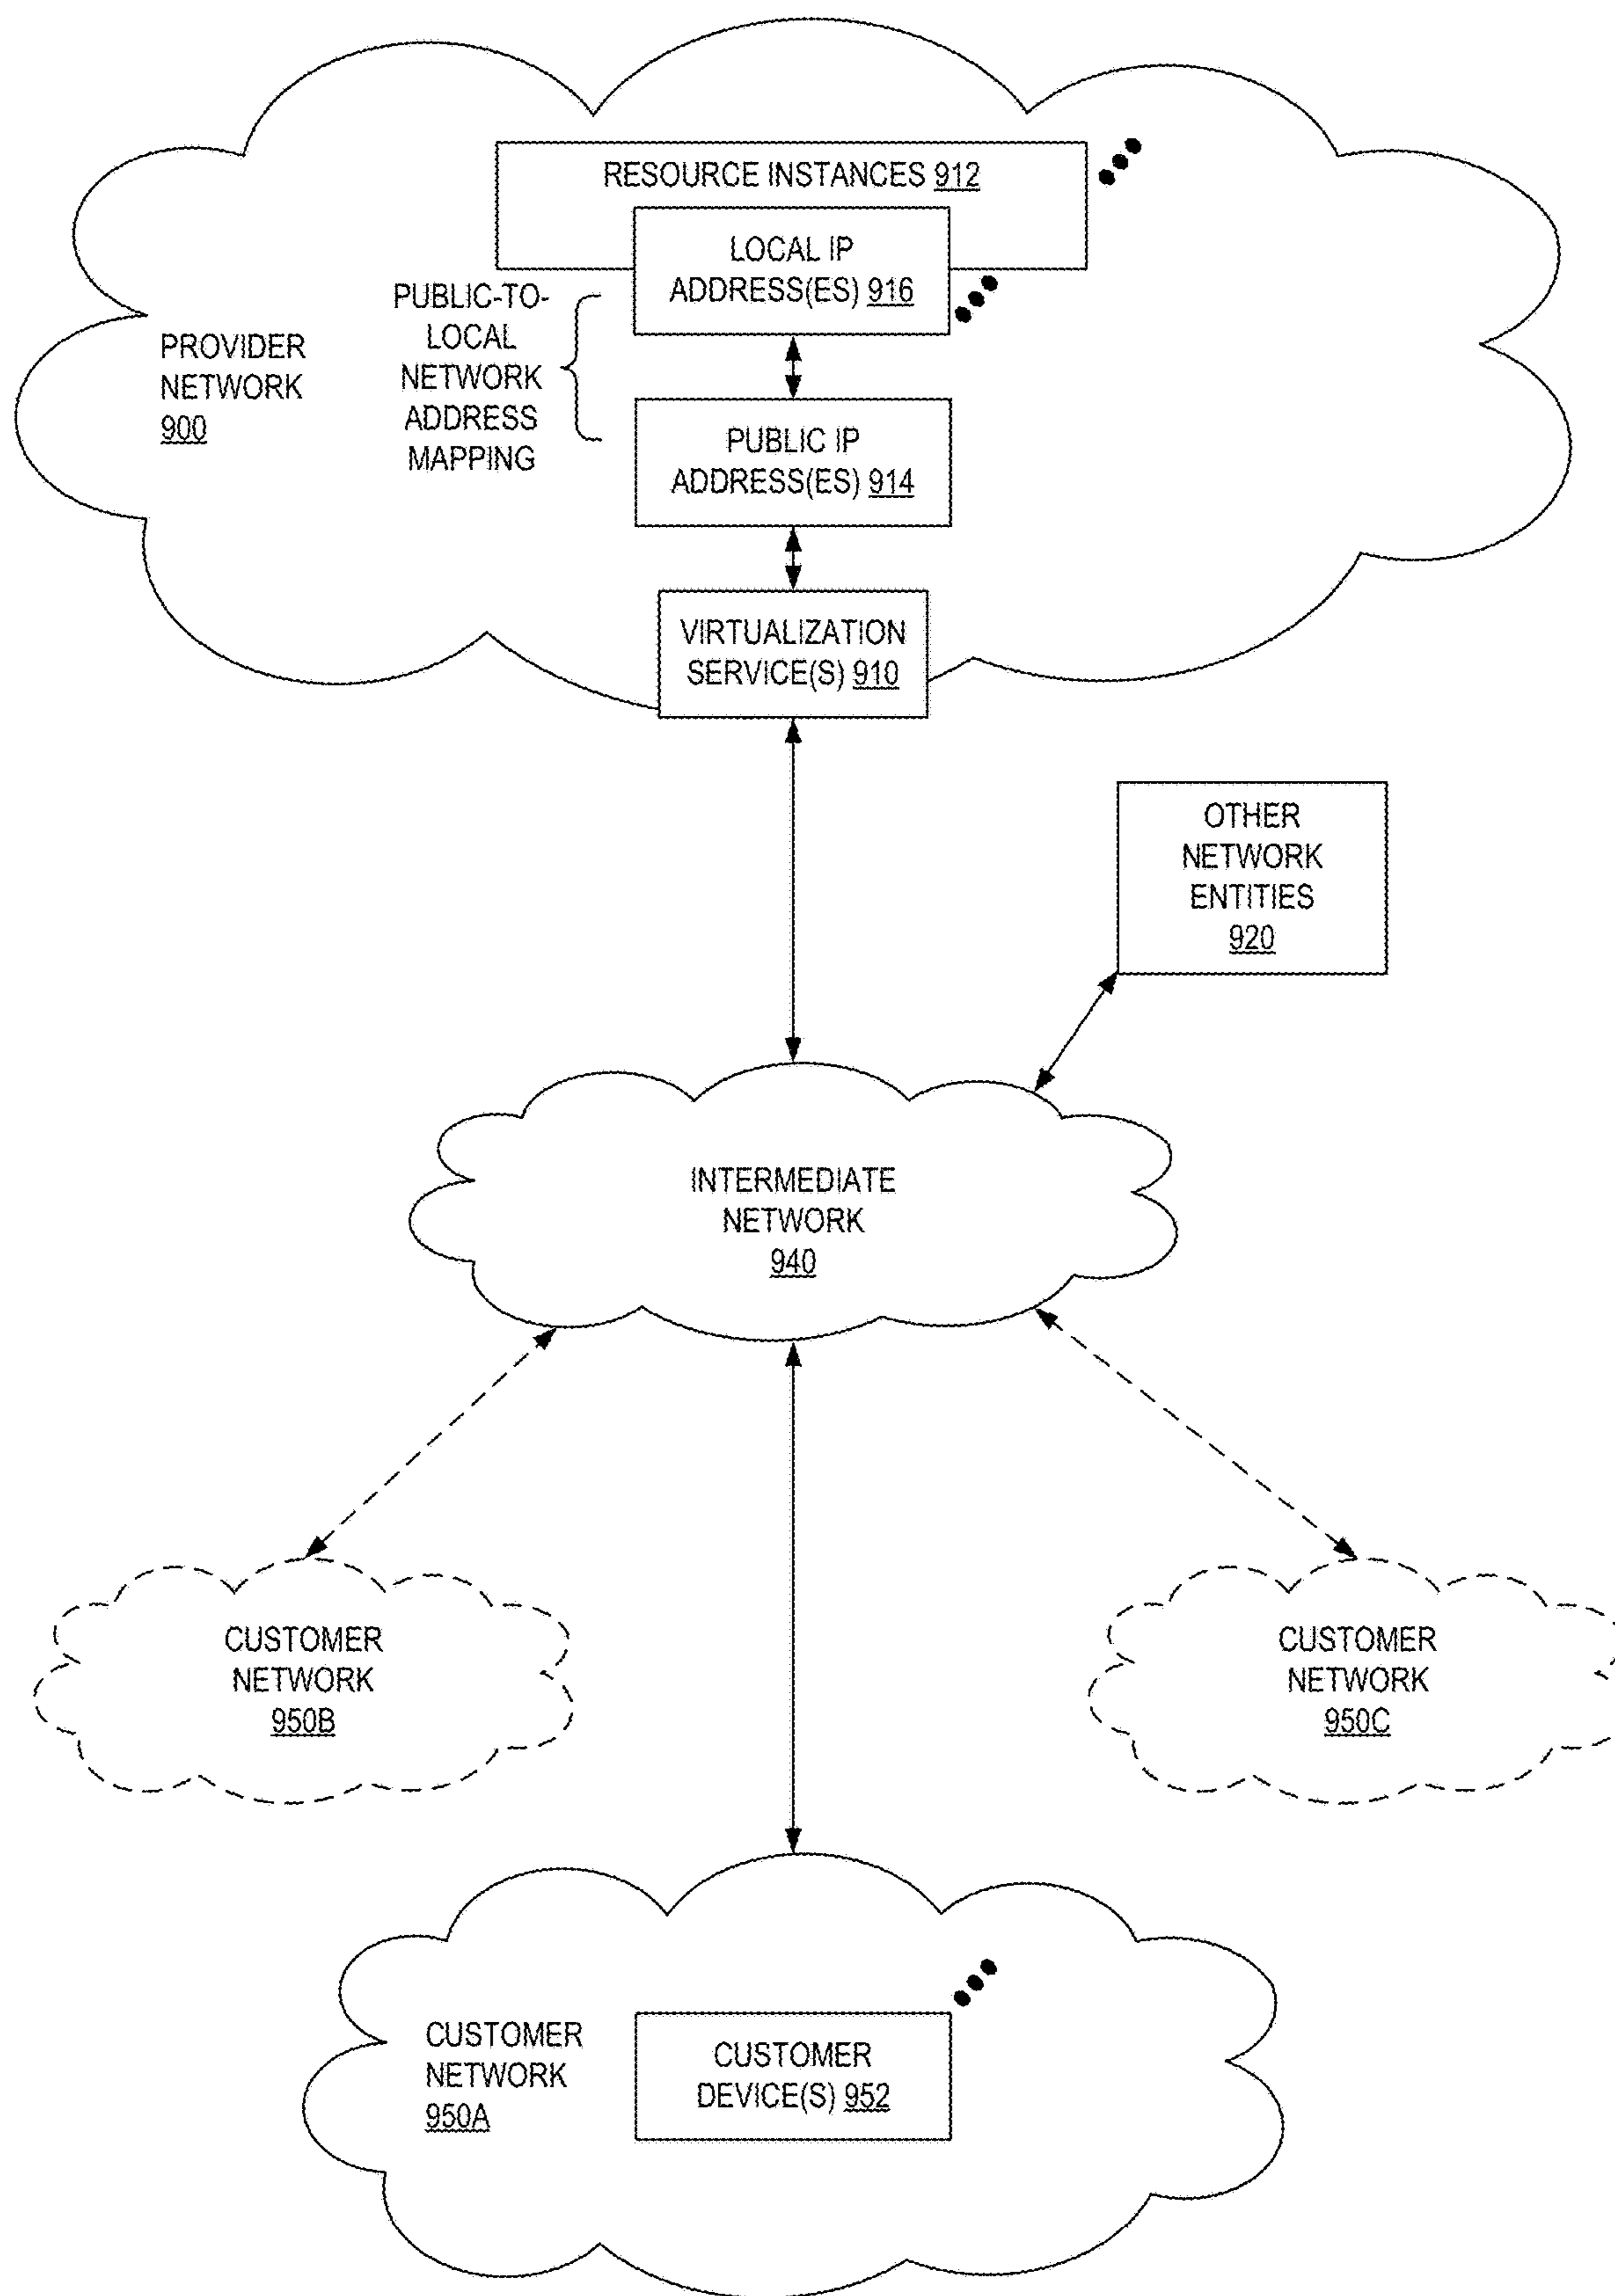 RESOURCE INSTANCES 912
LOCAL IP
ADDRESS(ES) 916
PUBLIC-TO-
LOCAL
NETWORK
ADDRESS
MAPPING
PROVIDER
NETWORK
900
PUBLIC IP
ADDRESS(ES) 914
VIRTUALIZATION
SERVICE(S) 910
OTHER
NETWORK
ENTITIES
920
INTERMEDIATE
NETWORK
940
CUSTOMER
NETWORK
950B
CUSTOMER
NETWORK
950C
CUSTOMER
NETWORK
950A
CUSTOMER
DEVICE(S) 952